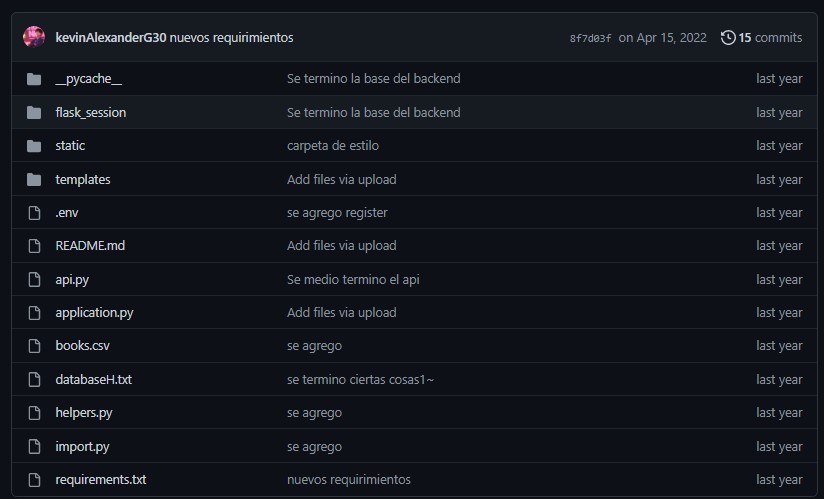 kevinAlexanderG30 nuevos requirimientos 8f7d03f on Apr 15, 2022 15 commits
__pycache__ Se termino la base del backend last year
flask_session Se termino la base del backend last year
static carpeta de estilo last year
templates Add files via upload last year
.env se agrego register last year
README.md Add files via upload last year
api.py Se medio termino el api last year
application.py Add files via upload last year
books.csv se agrego last year
databaseH.txt se termino ciertas cosas1~ last year
helpers.py se agrego last year
import.py se agrego last year
requirements.txt nuevos requirimientos last year